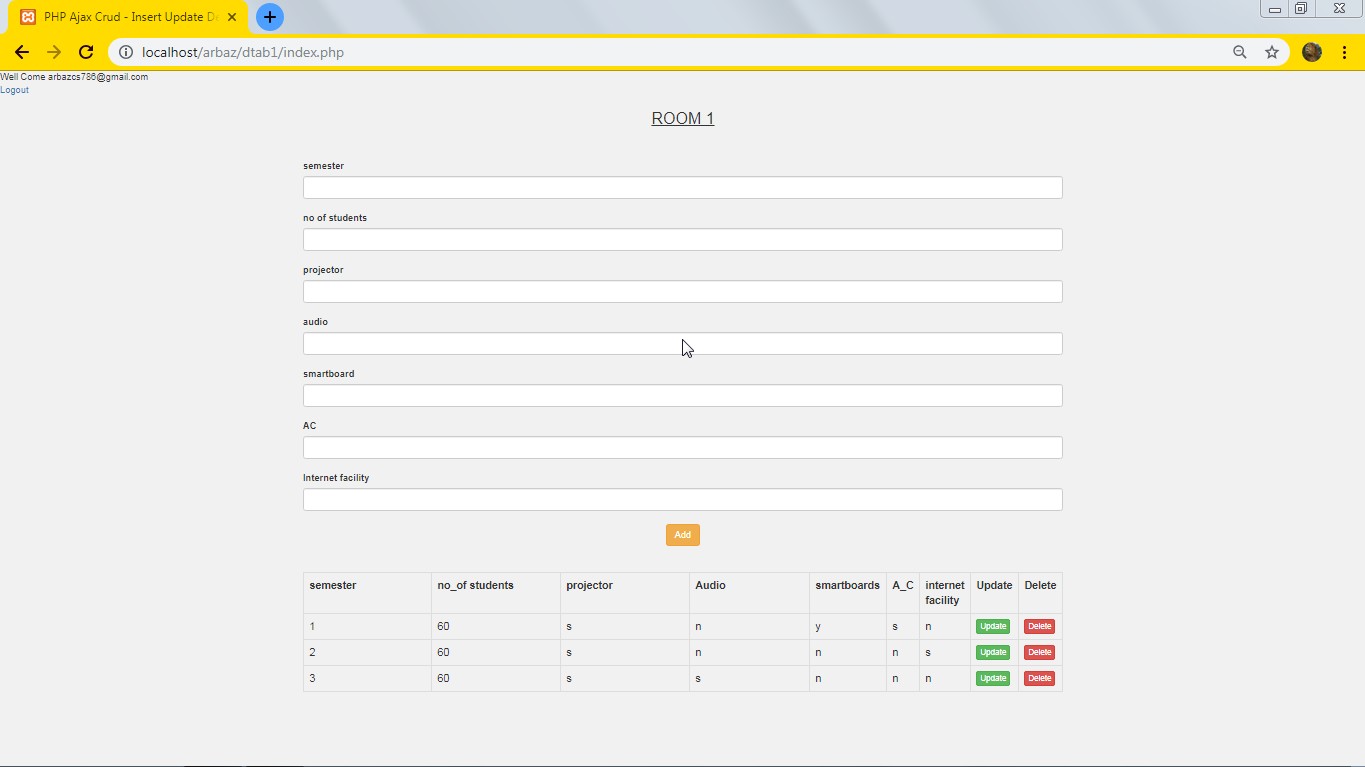 PHP Ajax Crud - Insert Update D
localhost/arbaz/dtab1/index.php
Well Come arbazcs786@gmail.com
Logout
ROOM 1
semester
no of students
projector
audio
smartboard
AC
Internet facility
Add
semester no_of students projector Audio smartboards A_C internet facility Update Delete
1 60 s n y s n Update Delete
2 60 s n n n s Update Delete
3 60 s s n n n Update Delete